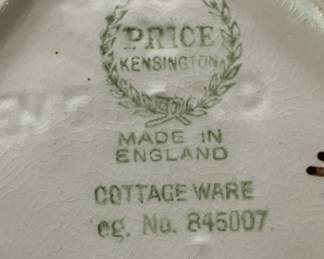 PRICE
KENSINGTON
MADE IN
ENGLAND
COTTAGE WARE
eg. No. 845007